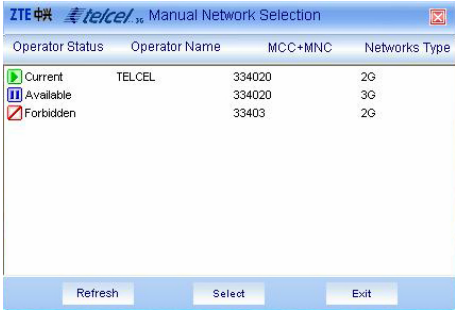 ZTE中兴 telcel 3G Manual Network Selection
Operator Status Operator Name MCC+MNC Networks Type
Current TELCEL 334020 2G
Available 334020 3G
Forbidden 33403 2G
Refresh Select Exit